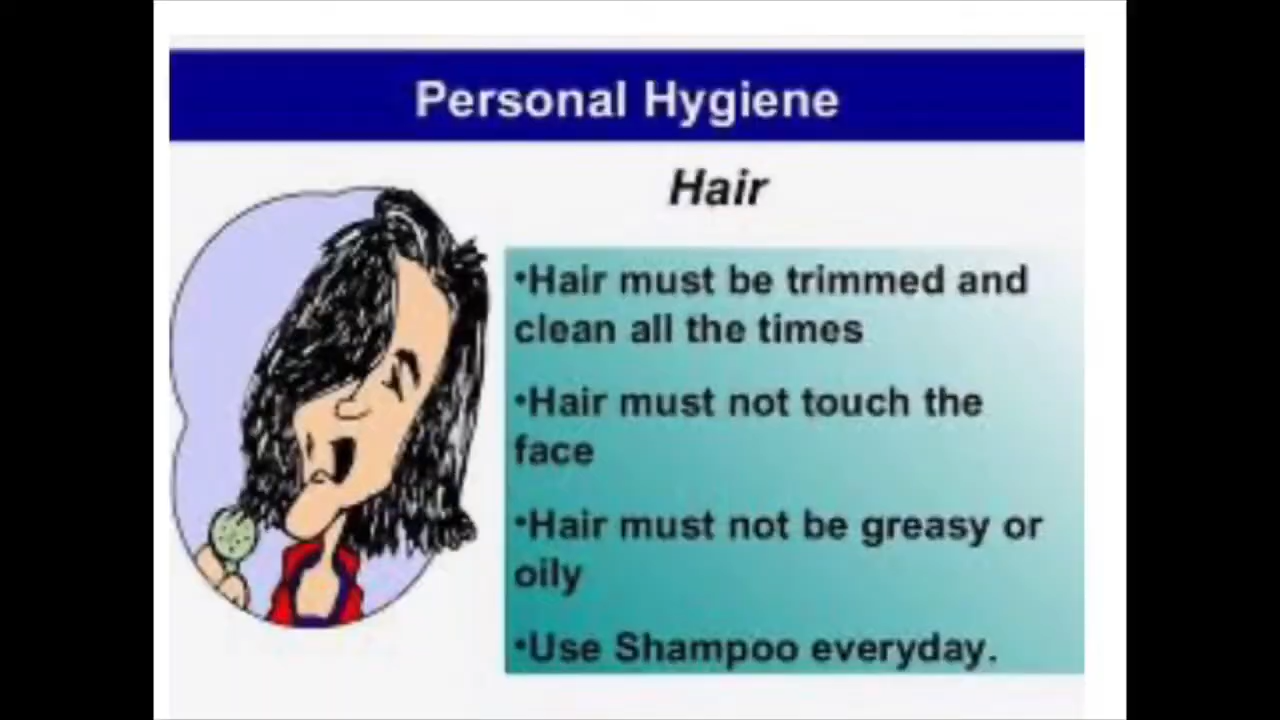 Personal Hygiene
Hair
•Hair must be trimmed and
clean all the times
•Hair must not touch the
face
•Hair must not be greasy or
oily
•Use Shampoo everyday.